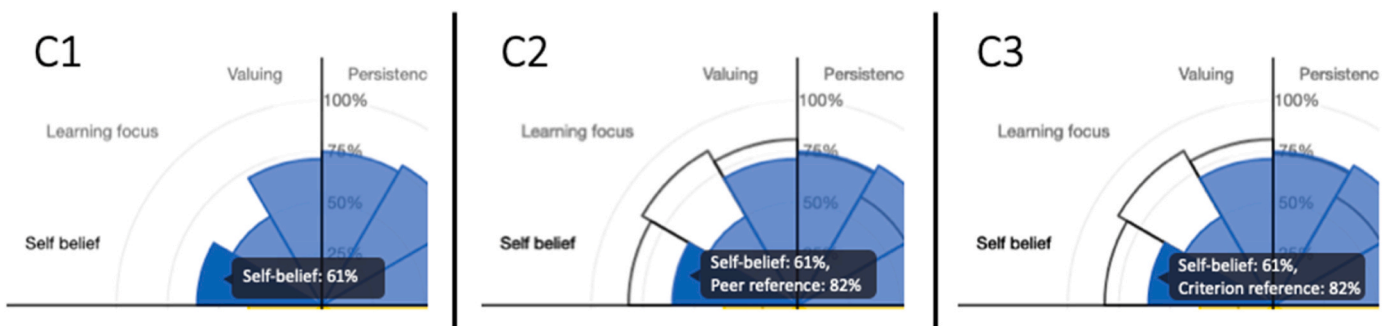 C1
Valuing
Persistenc
100%
Learning focus
75%
50%
25%
Self belief
Self-belief: 61%
C2
Valuing
Persistenc
100%
Learning focus
75%
50%
25%
Self belief
Self-belief: 61%,
Peer reference: 82%
C3
Valuing
Persistenc
100%
Learning focus
75%
50%
25%
Self belief
Self-belief: 61%,
Criterion reference: 82%